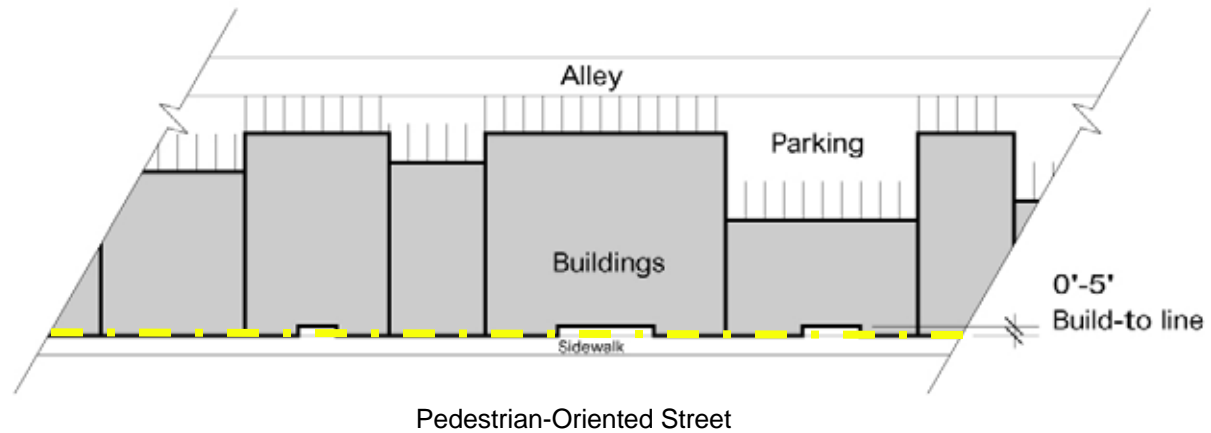 Alley
Parking
Buildings
0'-5'
Build-to line
Sidewalk
Pedestrian-Oriented Street